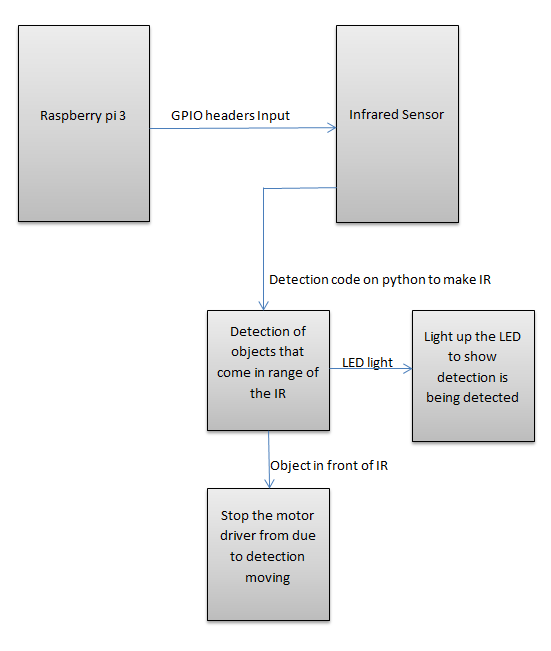 Raspberry pi 3
GPIO headers Input
Infrared Sensor
Detection code on python to make IR
Detection of
objects that
come in range of
the IR
LED light
Light up the LED
to show
detection is
being detected
Object in front of IR
Stop the motor
driver from due
to detection
moving